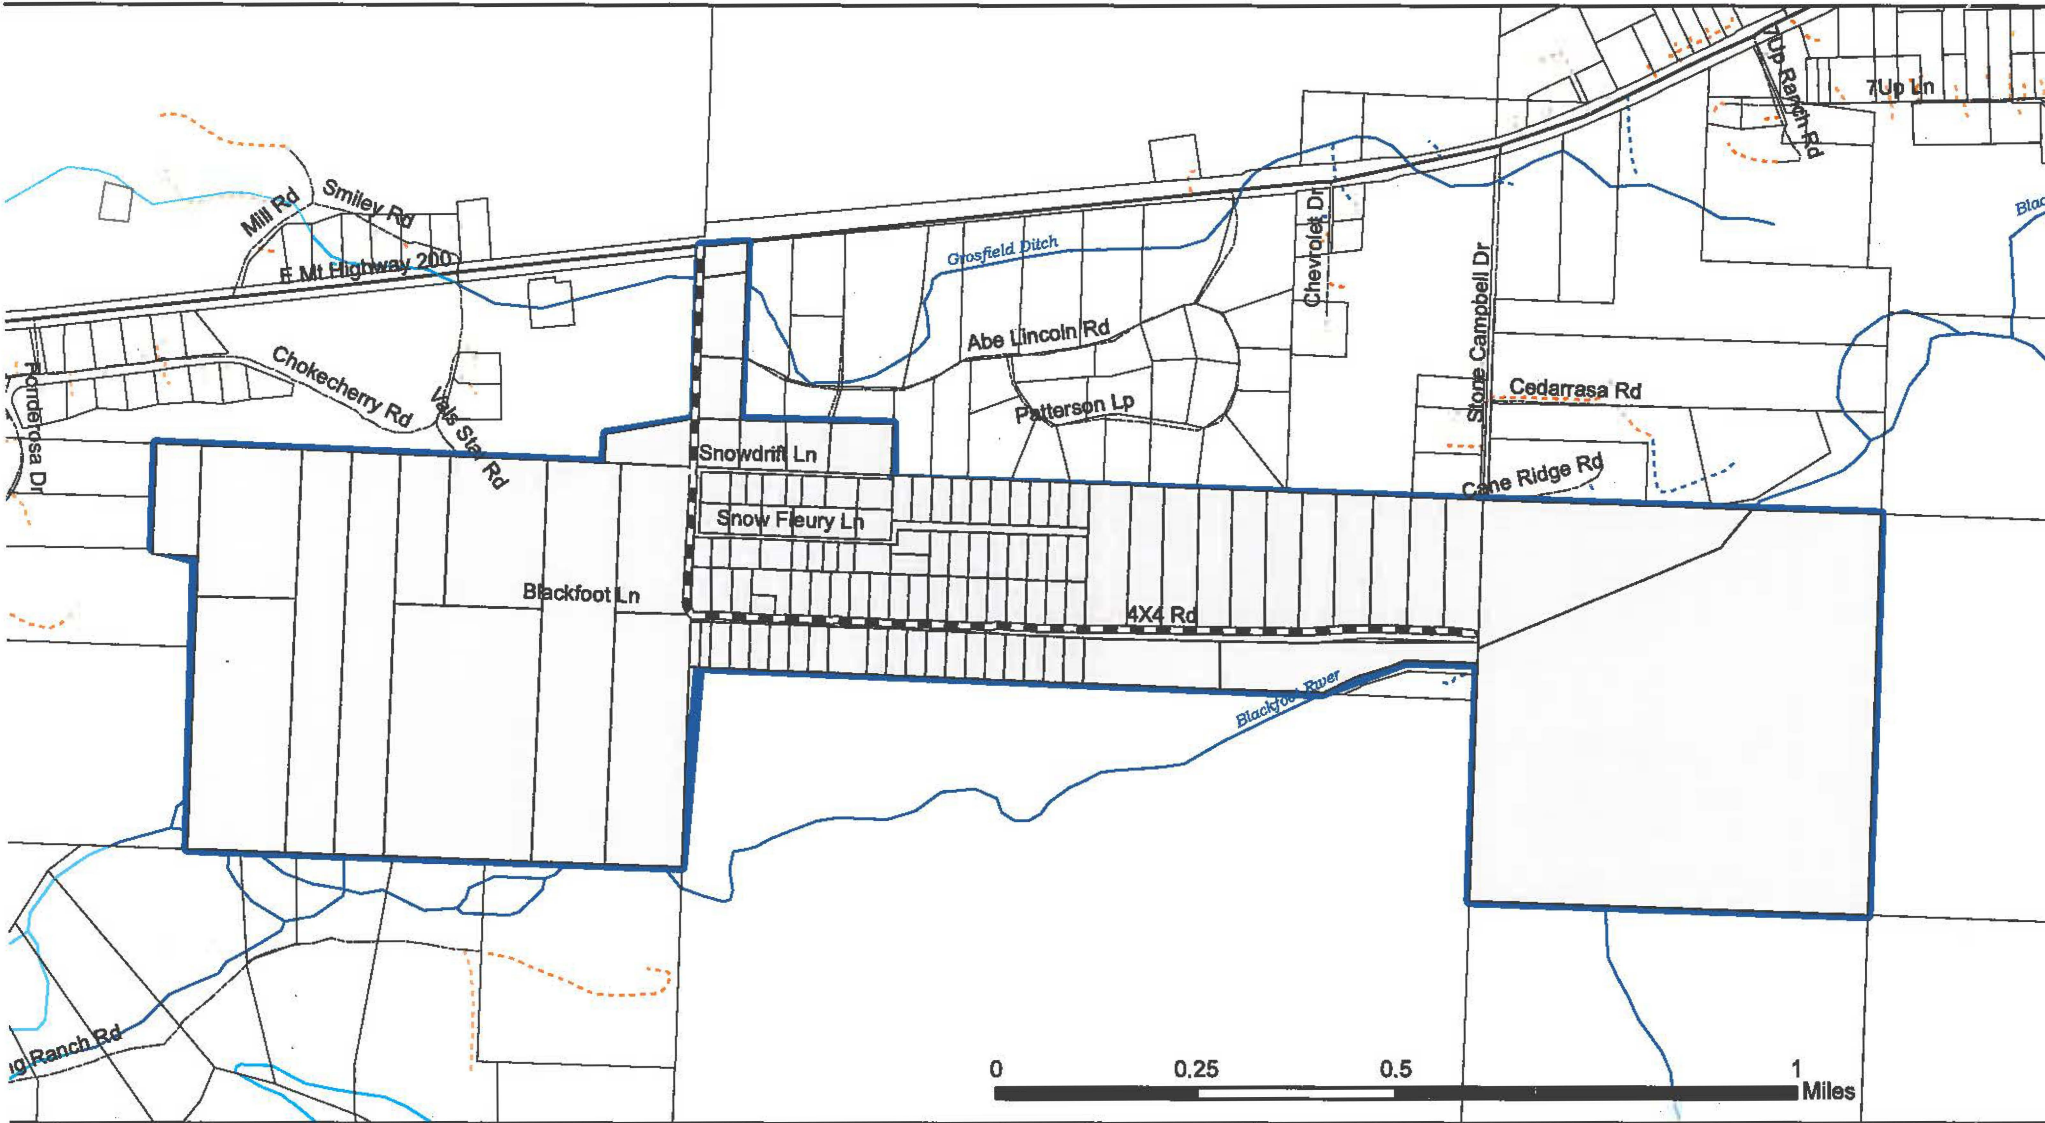 7Up Ranch Rd
7Up Ln
Mill Rd
Smiley Rd
E Mt Highway 200
Grosfield Ditch
Chevrolet Dr
Stone Campbell Dr
Abe Lincoln Rd
Chokecherry Rd
Ponderosa Dr
Vals Star Rd
Patterson Lp
Cedarrasa Rd
Snowdrift Ln
Cane Ridge Rd
Snow Fleury Ln
Blackfoot Ln
4X4 Rd
Blackfoot River
Ranch Rd
0 0.25 0.5 1
Miles